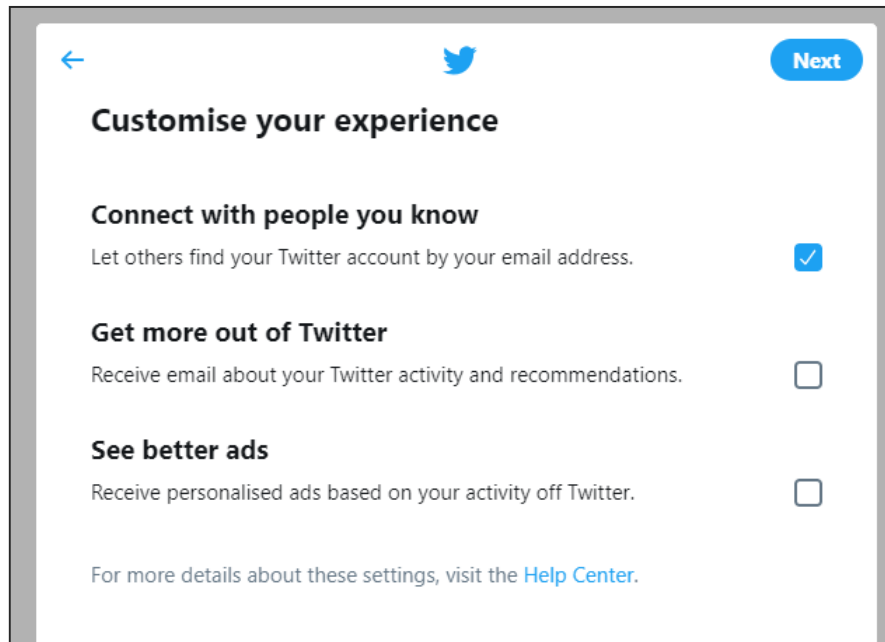 Next
Customise your experience
Connect with people you know
Let others find your Twitter account by your email address.
Get more out of Twitter
Receive email about your Twitter activity and recommendations.
See better ads
Receive personalised ads based on your activity off Twitter.
For more details about these settings, visit the Help Center.